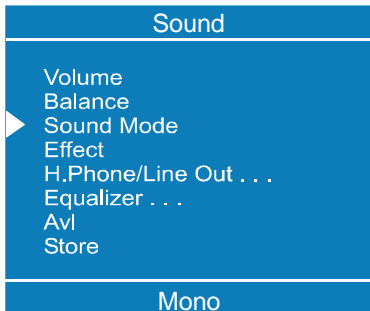 Sound
Volume
Balance
Sound Mode
Effect
H.Phone/Line Out . . .
Equalizer . . .
Avl
Store
Mono